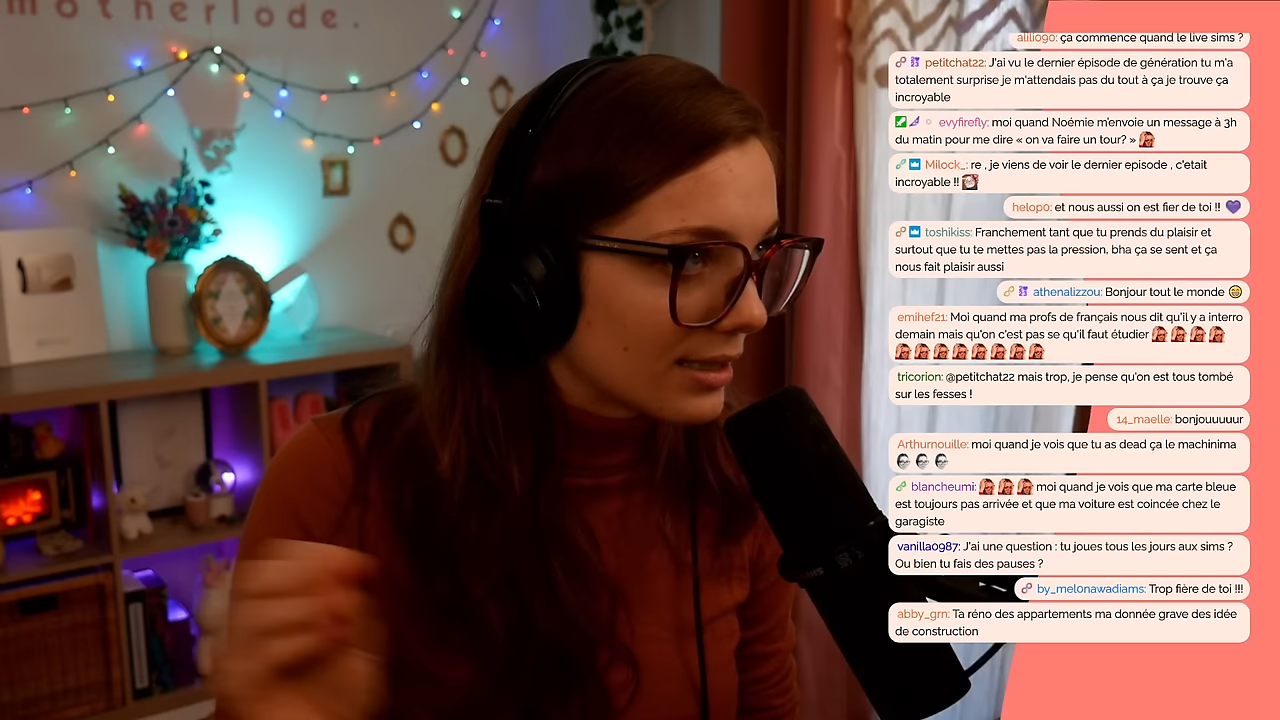 motherlode.
alili090: ça commence quand le live sims ?
petitchat22: J'ai vu le dernier épisode de génération tu m'a
totalement surprise je m'attendais pas du tout à ça je trouve ça
incroyable
evyfirefly: moi quand Noémie m'envoie un message à 3h
du matin pour me dire « on va faire un tour? »
Milock_: re , je viens de voir le dernier episode , c'etait
incroyable !!
helop0: et nous aussi on est fier de toi !! 💜
toshikiss: Franchement tant que tu prends du plaisir et
surtout que tu te mettes pas la pression, bha ça se sent et ça
nous fait plaisir aussi
athenalizzou: Bonjour tout le monde 😁
emihef21: Moi quand ma profs de français nous dit qu'il y a interro
demain mais qu'on c'est pas se qu'il faut étudier
tricorion: @petitchat22 mais trop, je pense qu'on est tous tombé
sur les fesses !
14_maelle: bonjouuuuur
Arthurnouille: moi quand je vois que tu as dead ça le machinima
blancheumi: moi quand je vois que ma carte bleue
est toujours pas arrivée et que ma voiture est coincée chez le
garagiste
vanilla0987: J'ai une question : tu joues tous les jours aux sims ?
Ou bien tu fais des pauses ?
by_melonawadiams: Trop fière de toi !!!
abby_grn: Ta réno des appartements ma donnée grave des idée
de construction